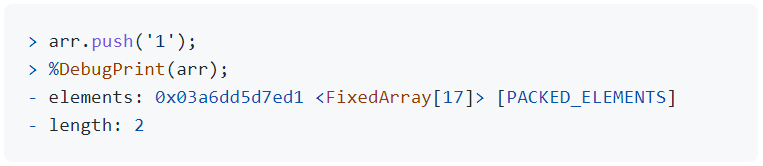 > arr.push('1');
> %DebugPrint(arr);
- elements: 0x03a6dd5d7ed1 <FixedArray[17]> [PACKED_ELEMENTS]
- length: 2